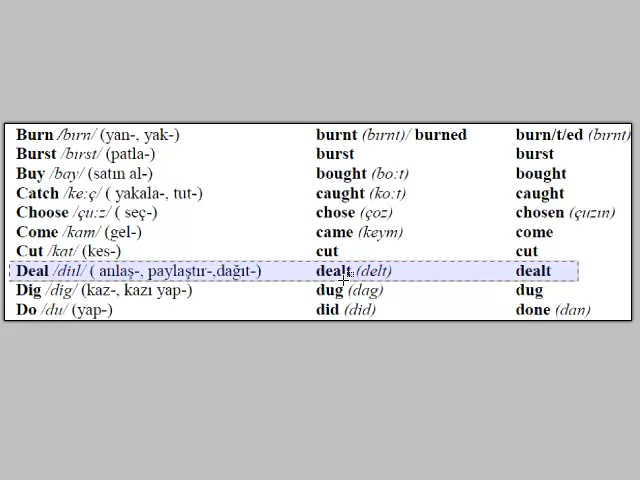 Burn /bırn/ (yan-, yak-) burnt (bırnt)/ burned burn/t/ed (bırnt)
Burst /bırst/ (patla-) burst burst
Buy /bay/ (satın al-) bought (bo:t) bought
Catch /ke:ç/ ( yakala-, tut-) caught (ko:t) caught
Choose /çu:z/ ( seç-) chose (çoz) chosen (çuzın)
Come /kam/ (gel-) came (keym) come
Cut /kat/ (kes-) cut cut
Deal /diıl/ ( anlaş-, paylaştır-,dağıt-) dealt (delt) dealt
Dig /dig/ (kaz-, kazı yap-) dug (dag) dug
Do /du/ (yap-) did (did) done (dan)